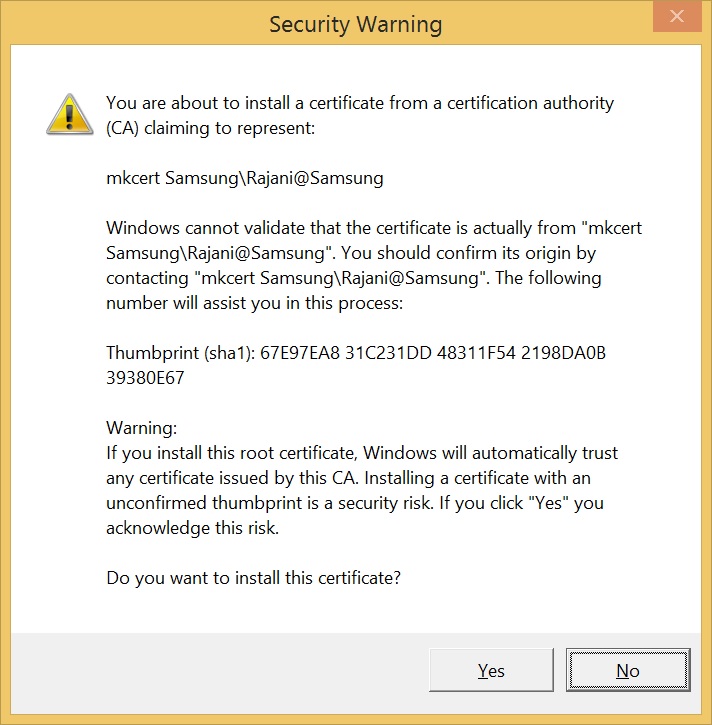 Security Warning
You are about to install a certificate from a certification authority
(CA) claiming to represent:
mkcert Samsung\Rajani@Samsung
Windows cannot validate that the certificate is actually from "mkcert
Samsung\Rajani@Samsung". You should confirm its origin by
contacting "mkcert Samsung\Rajani@Samsung". The following
number will assist you in this process:
Thumbprint (sha1): 67E97EA8 31C231DD 48311F54 2198DA0B
39380E67
Warning:
If you install this root certificate, Windows will automatically trust
any certificate issued by this CA. Installing a certificate with an
unconfirmed thumbprint is a security risk. If you click "Yes" you
acknowledge this risk.
Do you want to install this certificate?
Yes
No